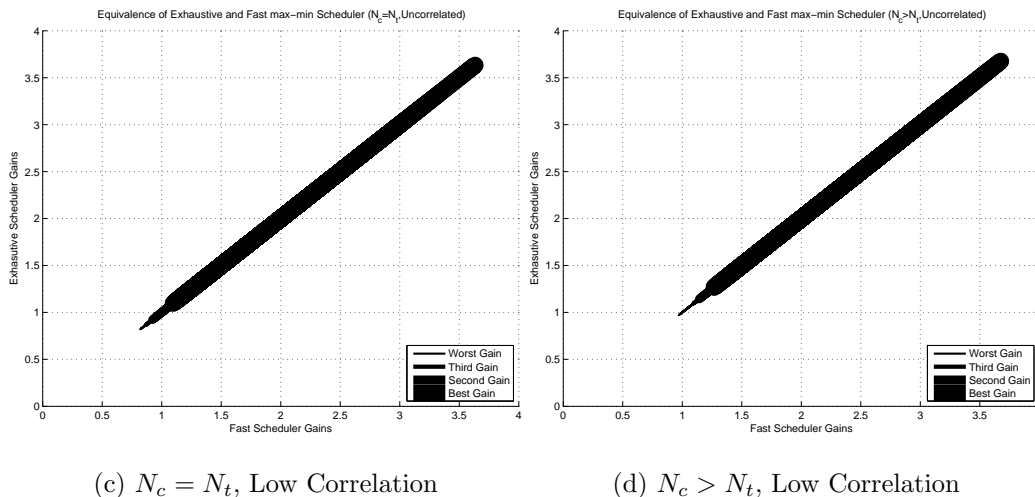 Equivalence of Exhaustive and Fast max−min Scheduler (N_c=N_t,Uncorrelated)
4
3.5
3
2.5
2
1.5
1
0.5
0
Exhasutive Scheduler Gains
0 0.5 1 1.5 2 2.5 3 3.5 4
Fast Scheduler Gains
Worst Gain
Third Gain
Second Gain
Best Gain
(c) N_c = N_t, Low Correlation
Equivalence of Exhaustive and Fast max−min Scheduler (N_c>N_t,Uncorrelated)
4
3.5
3
2.5
2
1.5
1
0.5
0
Exhasutive Scheduler Gains
0 0.5 1 1.5 2 2.5 3 3.5
Fast Scheduler Gains
Worst Gain
Third Gain
Second Gain
Best Gain
(d) N_c > N_t, Low Correlation